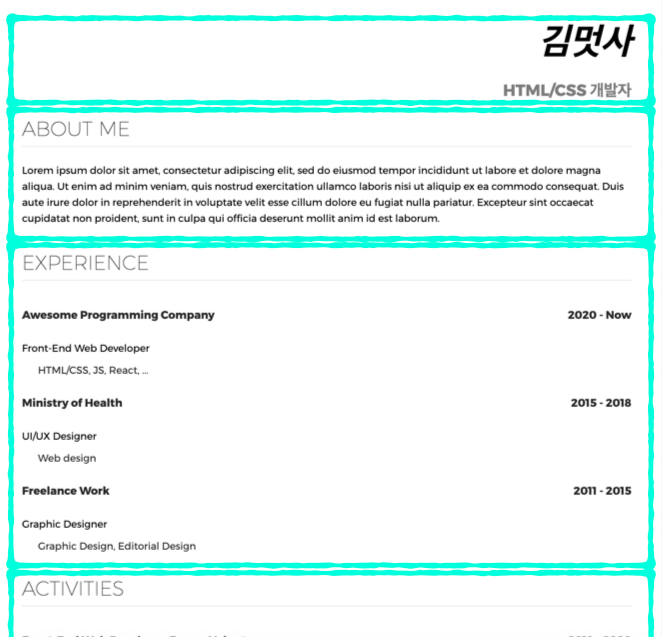 김멋사
HTML/CSS 개발자
ABOUT ME
Lorem ipsum dolor sit amet, consectetur adipiscing elit, sed do eiusmod tempor incididunt ut labore et dolore magna
aliqua. Ut enim ad minim veniam, quis nostrud exercitation ullamco laboris nisi ut aliquip ex ea commodo consequat. Duis
aute irure dolor in reprehenderit in voluptate velit esse cillum dolore eu fugiat nulla pariatur. Excepteur sint occaecat
cupidatat non proident, sunt in culpa qui officia deserunt mollit anim id est laborum.
EXPERIENCE
Awesome Programming Company 2020 - Now
Front-End Web Developer
HTML/CSS, JS, React, ...
Ministry of Health 2015 - 2018
UI/UX Designer
Web design
Freelance Work 2011 - 2015
Graphic Designer
Graphic Design, Editorial Design
ACTIVITIES